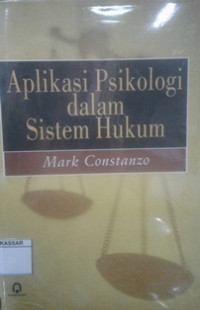 Aplikasi Psikologi
dalam
Sistem Hukum
Mark Constanzo
KASSAR